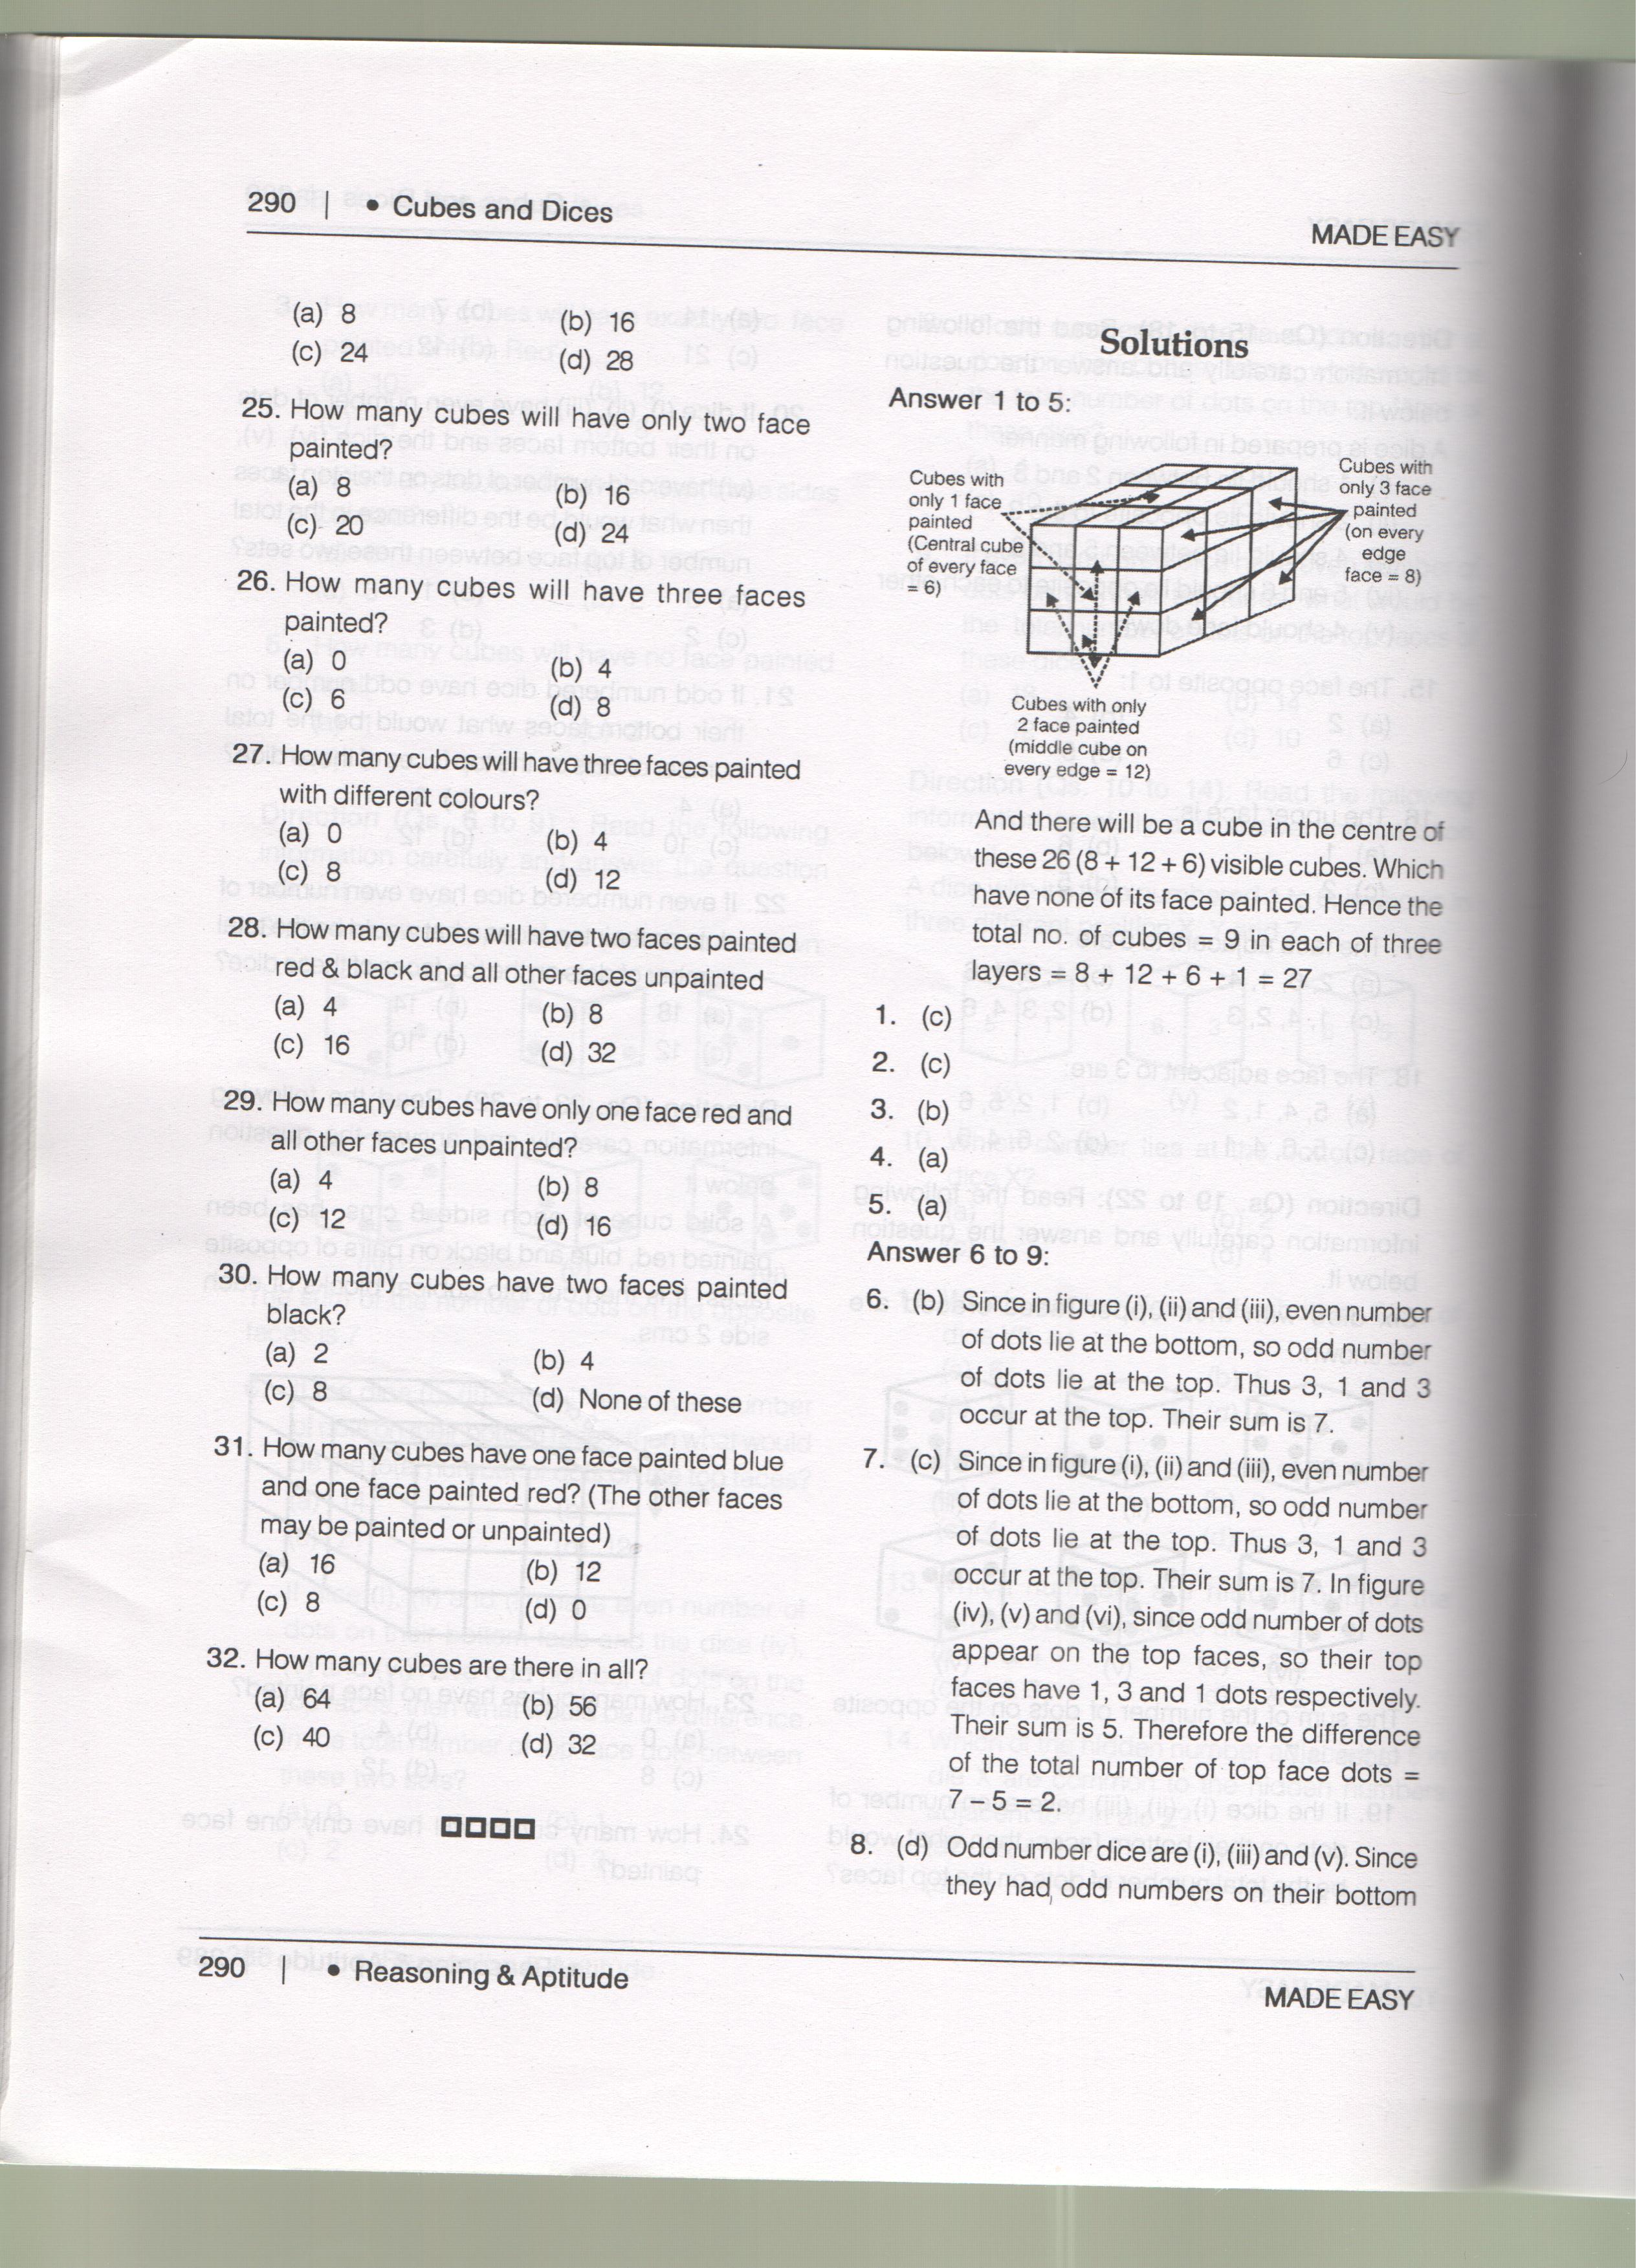 290 | • Cubes and Dices
MADE EASY
(a) 8 (b) 16
(c) 24 (d) 28
25. How many cubes will have only two face
painted?
(a) 8 (b) 16
(c) 20 (d) 24
26. How many cubes will have three faces
painted?
(a) 0 (b) 4
(c) 6 (d) 8
27. How many cubes will have three faces painted
with different colours?
(a) 0 (b) 4
(c) 8 (d) 12
28. How many cubes will have two faces painted
red & black and all other faces unpainted
(a) 4 (b) 8
(c) 16 (d) 32
29. How many cubes have only one face red and
all other faces unpainted?
(a) 4 (b) 8
(c) 12 (d) 16
30. How many cubes have two faces painted
black?
(a) 2 (b) 4
(c) 8 (d) None of these
31. How many cubes have one face painted blue
and one face painted red? (The other faces
may be painted or unpainted)
(a) 16 (b) 12
(c) 8 (d) 0
32. How many cubes are there in all?
(a) 64 (b) 56
(c) 40 (d) 32
Solutions
Answer 1 to 5:
Cubes with
only 1 face
painted
(Central cube
of every face
= 6)
Cubes with
only 3 face
painted
(on every
edge
face = 8)
Cubes with only
2 face painted
(middle cube on
every edge = 12)
And there will be a cube in the centre of
these 26 (8 + 12 + 6) visible cubes. Which
have none of its face painted. Hence the
total no. of cubes = 9 in each of three
layers = 8 + 12 + 6 + 1 = 27
1. (c)
2. (c)
3. (b)
4. (a)
5. (a)
Answer 6 to 9:
6. (b) Since in figure (i), (ii) and (iii), even number
of dots lie at the bottom, so odd number
of dots lie at the top. Thus 3, 1 and 3
occur at the top. Their sum is 7.
7. (c) Since in figure (i), (ii) and (iii), even number
of dots lie at the bottom, so odd number
of dots lie at the top. Thus 3, 1 and 3
occur at the top. Their sum is 7. In figure
(iv), (v) and (vi), since odd number of dots
appear on the top faces, so their top
faces have 1, 3 and 1 dots respectively.
Their sum is 5. Therefore the difference
of the total number of top face dots =
7 – 5 = 2.
8. (d) Odd number dice are (i), (iii) and (v). Since
they had odd numbers on their bottom
290 | • Reasoning & Aptitude
MADE EASY